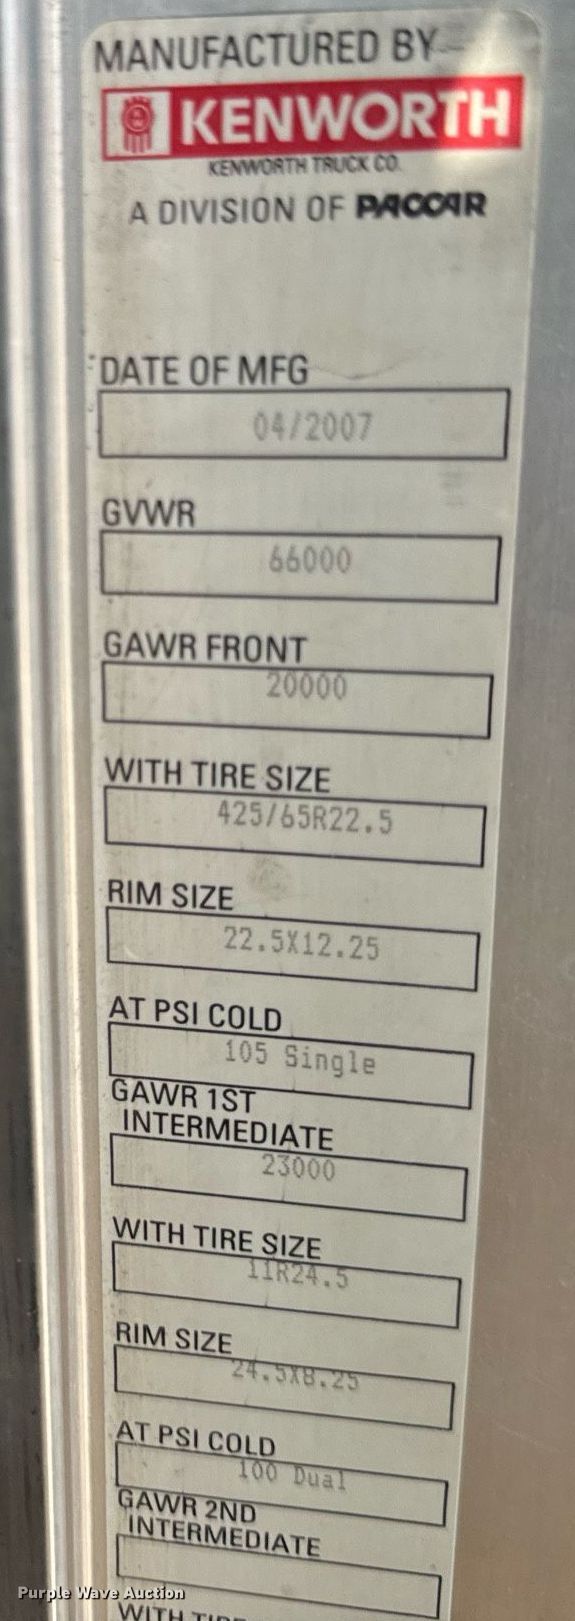 MANUFACTURED BY
KENWORTH
KENWORTH TRUCK CO.
A DIVISION OF PACCAR
DATE OF MFG
04/2007
GVWR
66000
GAWR FRONT
20000
WITH TIRE SIZE
425/65R22.5
RIM SIZE
22.5X12.25
AT PSI COLD
105 Single
GAWR 1ST
INTERMEDIATE
23000
WITH TIRE SIZE
11R24.5
RIM SIZE
24.5X8.25
AT PSI COLD
100 Dual
GAWR 2ND
INTERMEDIATE
Purple Wave Auction
WITH TIRE